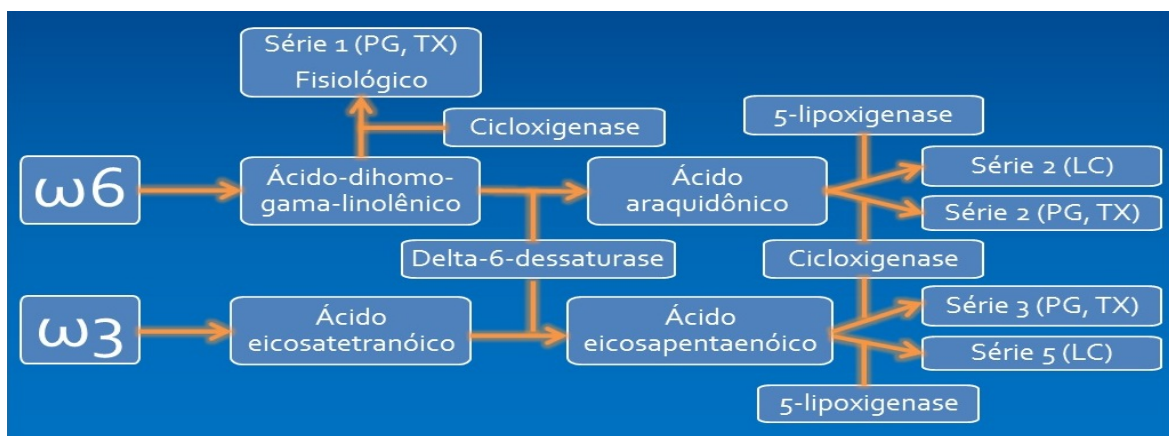 Série 1 (PG, TX)
Fisiológico
Cicloxigenase
5-lipoxigenase
ω6
Ácido-dihomo-
gama-linolênico
Ácido
araquidônico
Série 2 (LC)
Série 2 (PG, TX)
Delta-6-dessaturase
Cicloxigenase
ω3
Ácido
eicosatetranóico
Ácido
eicosapentaenóico
Série 3 (PG, TX)
Série 5 (LC)
5-lipoxigenase